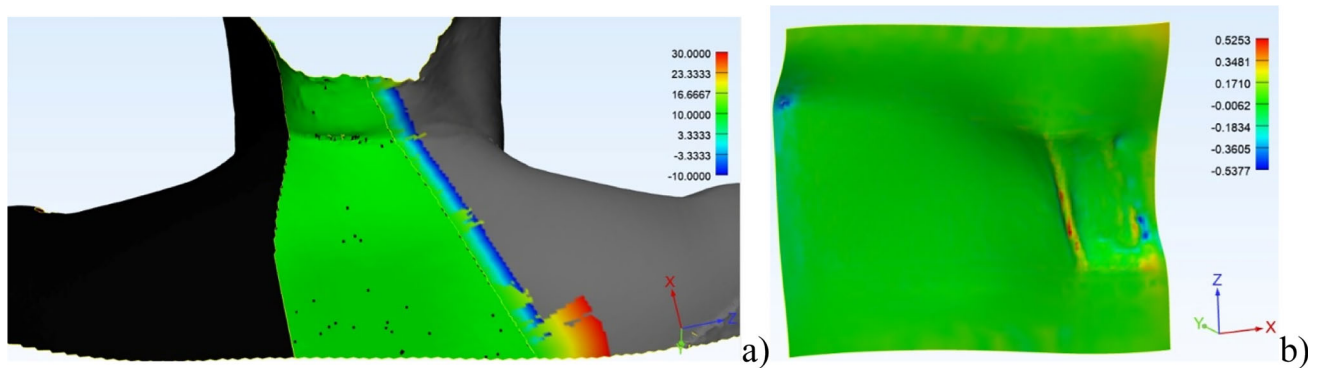 30.0000
23.3333
16.6667
10.0000
3.3333
-3.3333
-10.0000
X
Z
Y
a)
0.5253
0.3481
0.1710
-0.0062
-0.1834
-0.3605
-0.5377
Z
Y
X
b)